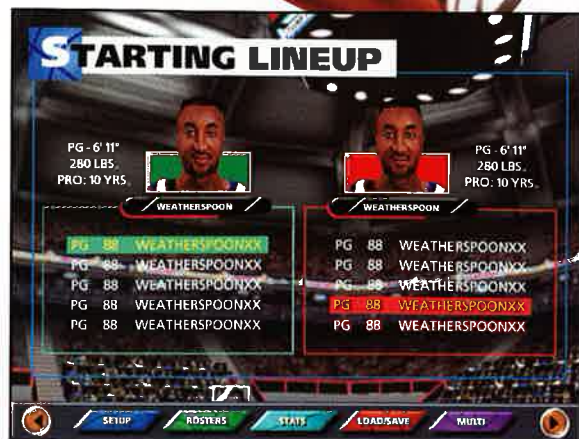 STARTING LINEUP
PG - 6' 11"
280 LBS.
PRO: 10 YRS.
WEATHERSPOON
PG - 6' 11"
280 LBS.
PRO: 10 YRS.
WEATHERSPOON
PG 88 WEATHERSPOONXX
PG 88 WEATHERSPOONXX
PG 88 WEATHERSPOONXX
PG 88 WEATHERSPOONXX
PG 88 WEATHERSPOONXX
PG 88 WEATHERSPOONXX
PG 88 WEATHERSPOONXX
PG 88 WEATHERSPOONXX
PG 88 WEATHERSPOONXX
PG 88 WEATHERSPOONXX
SETUP ROSTERS STATS LOAD/SAVE MULTI